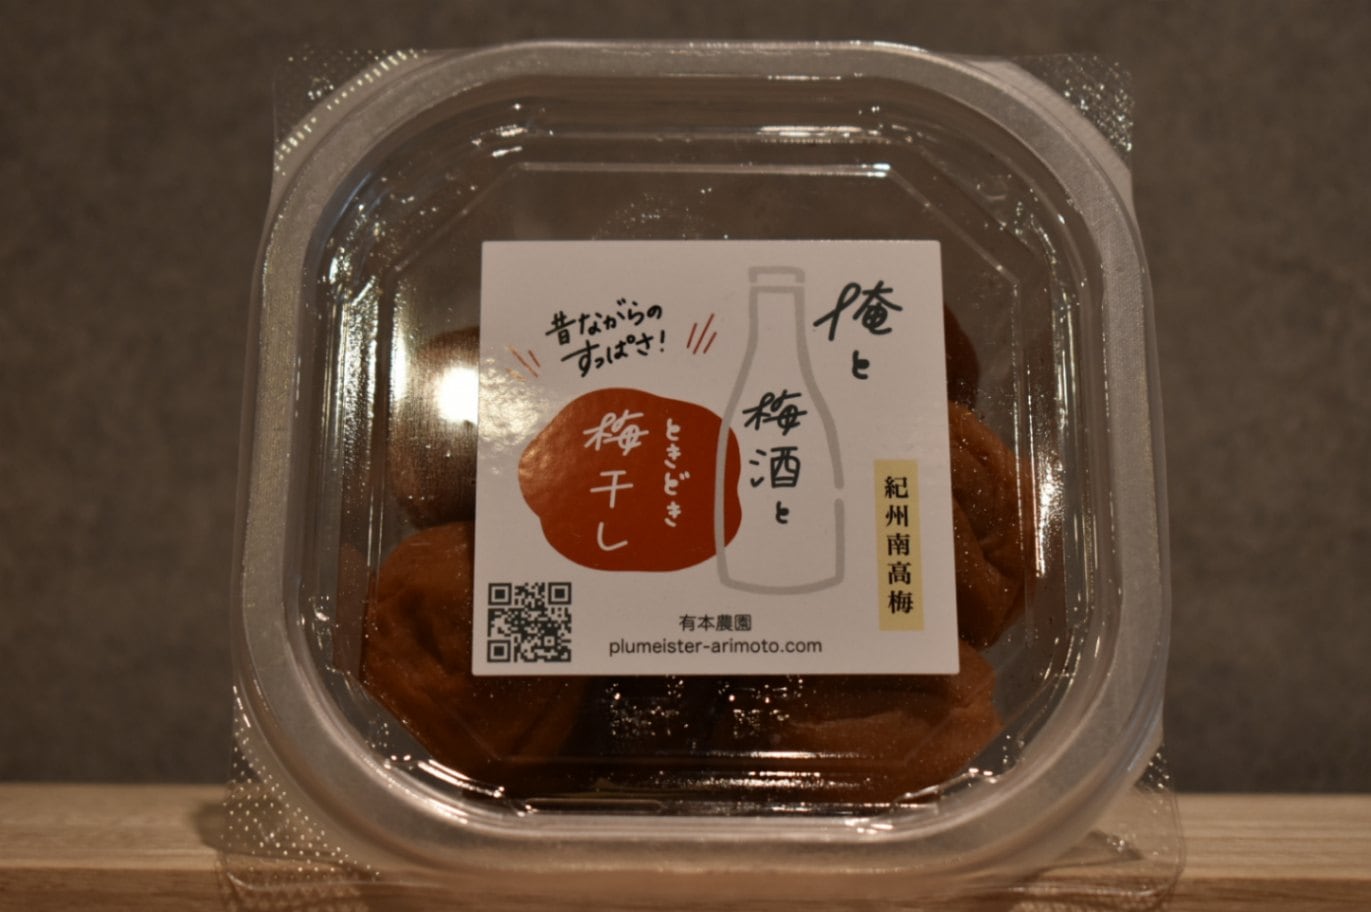 俺と
梅酒と
ときどき
梅干し
昔ながらの
すっぱさ!
紀州南高梅
有本農園
plumeister-arimoto.com